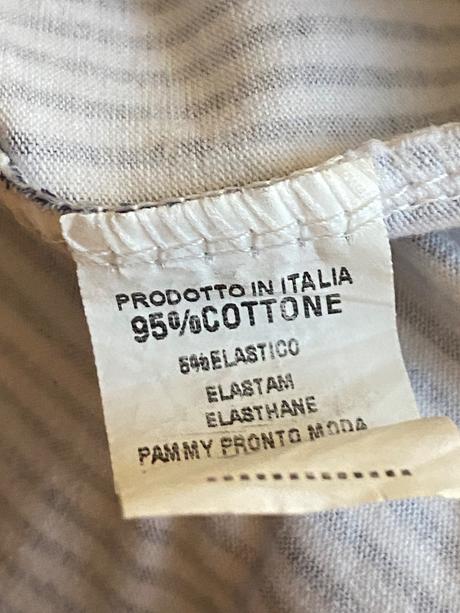 PRODOTTO IN ITALIA
95%COTTONE
5%ELASTICO
ELASTAM
ELASTHANE
PAMMY PRONTO MODA